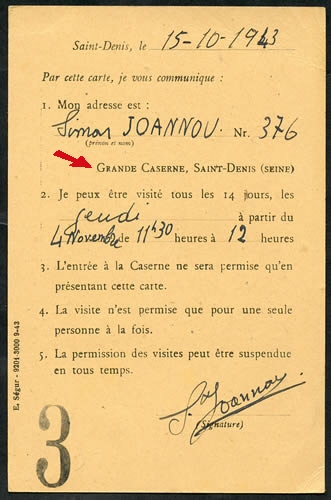 Saint-Denis, le 15-10-1943
Par cette carte, je vous communique :
1. Mon adresse est :
Simos JOANNOU. Nr. 376
(prénom et nom)
GRANDE CASERNE, SAINT-DENIS (SEINE)
2. Je peux être visité tous les 14 jours, les
jeudi à partir du
4 Novembre de 11h30 heures à 12 heures
3. L'entrée à la Caserne ne sera permise qu'en
présentant cette carte.
4. La visite n'est permise que pour une seule
personne à la fois.
5. La permission des visites peut être suspendue
en tous temps.
S. Joannou
(Signature)
3
E. Ségur - 9201-3000 9-43